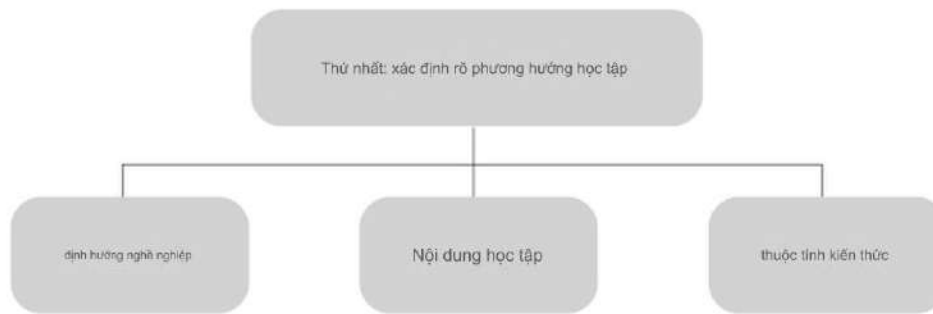 Thứ nhất: xác định rõ phương hướng học tập
định hướng nghề nghiệp
Nội dung học tập
thuộc tính kiến thức